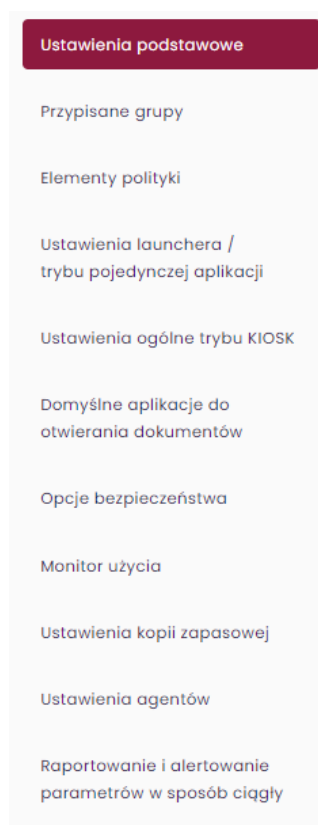 Ustawienia podstawowe
Przypisane grupy
Elementy polityki
Ustawienia launchera /
trybu pojedynczej aplikacji
Ustawienia ogólne trybu KIOSK
Domyślne aplikacje do
otwierania dokumentów
Opcje bezpieczeństwa
Monitor użycia
Ustawienia kopii zapasowej
Ustawienia agentów
Raportowanie i alertowanie
parametrów w sposób ciągły